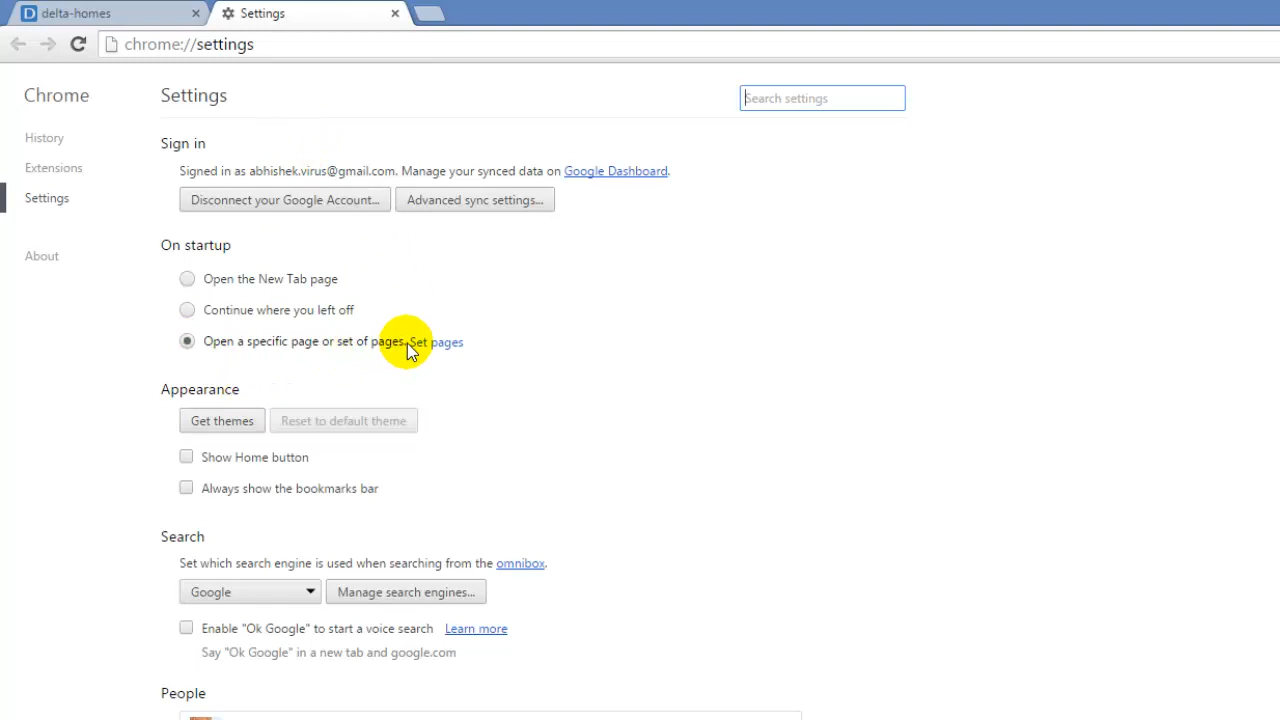 D delta-homes
Settings
chrome://settings
Chrome
History
Extensions
Settings
About
Settings
Search settings
Sign in
Signed in as abhishek.virus@gmail.com. Manage your synced data on Google Dashboard.
Disconnect your Google Account... Advanced sync settings...
On startup
Open the New Tab page
Continue where you left off
Open a specific page or set of pages. Set pages
Appearance
Get themes Reset to default theme
Show Home button
Always show the bookmarks bar
Search
Set which search engine is used when searching from the omnibox.
Google Manage search engines...
Enable "Ok Google" to start a voice search Learn more
Say "Ok Google" in a new tab and google.com
People